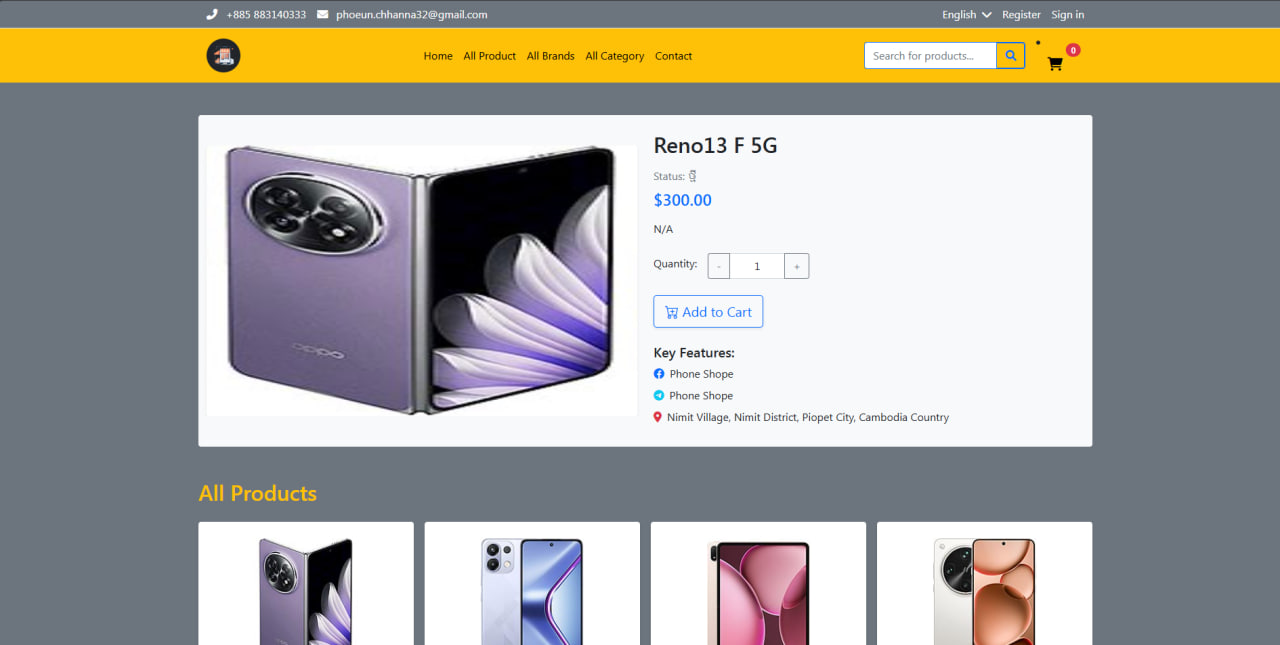 +885 883140333 phoeun.chhanna32@gmail.com English Register Sign in
Home All Product All Brands All Category Contact Search for products... 0
Reno13 F 5G
Status: ថ្មី
$300.00
N/A
Quantity: - 1 +
Add to Cart
Key Features:
Phone Shope
Phone Shope
Nimit Village, Nimit District, Piopet City, Cambodia Country
oppo
All Products